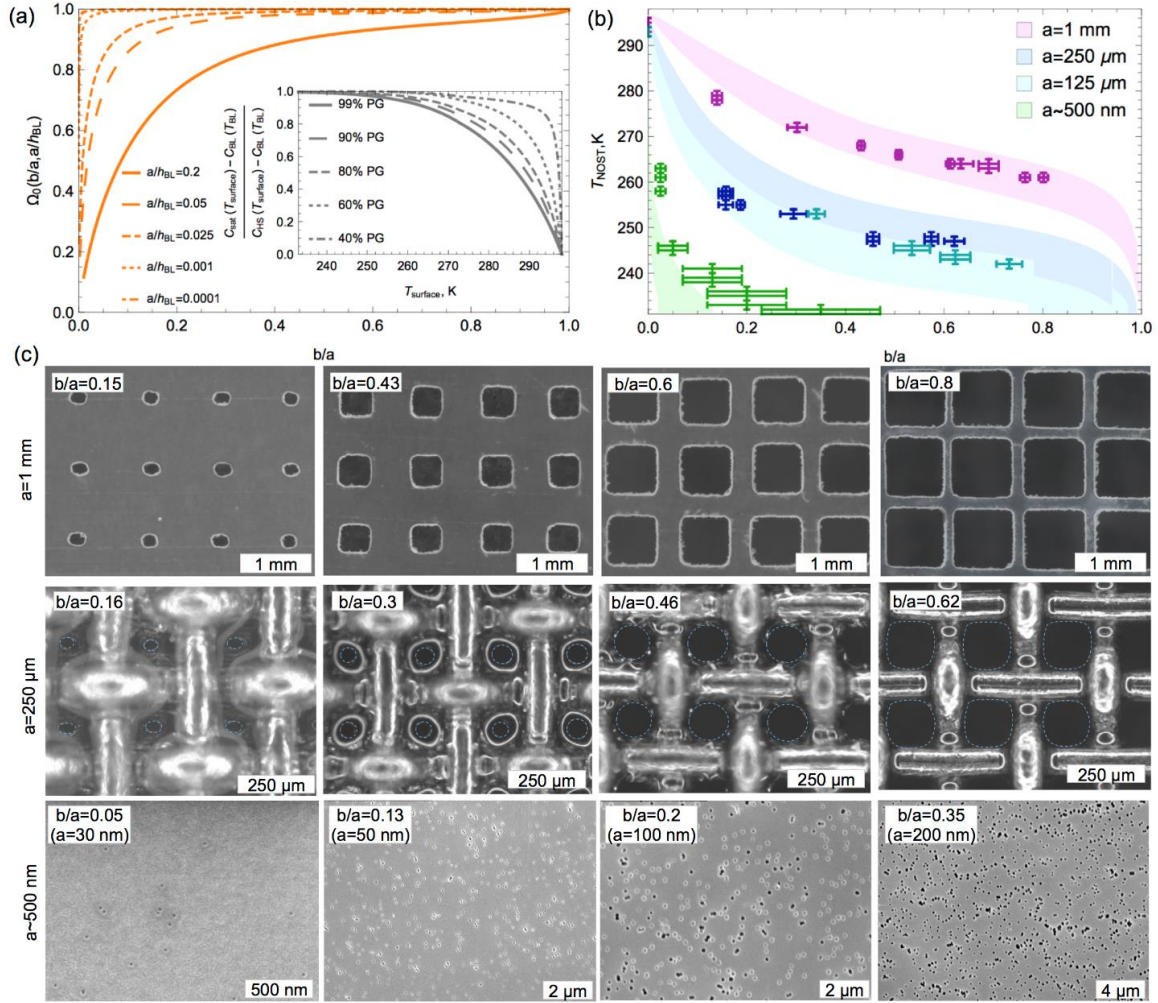 (a)
1.0
0.8
0.6
0.4
0.2
0.0
Ω0(b/a,a/hBL)
a/hBL=0.2
a/hBL=0.05
a/hBL=0.025
a/hBL=0.001
a/hBL=0.0001
Csat (Tsurface) − CBL (TBL)
CHS (Tsurface) − CBL (TBL)
1.0
0.8
0.6
0.4
0.2
0.0
99% PG
90% PG
80% PG
60% PG
40% PG
240 250 260 270 280 290
Tsurface, K
0.0 0.2 0.4 0.6 0.8 1.0
b/a
(b)
290
280
270
260
250
240
TNOST,K
a=1 mm
a=250 µm
a=125 µm
a~500 nm
0.0 0.2 0.4 0.6 0.8 1.0
b/a
(c)
a=1 mm
b/a=0.15
1 mm
b/a=0.43
1 mm
b/a=0.6
1 mm
b/a=0.8
1 mm
a=250µm
b/a=0.16
250 µm
b/a=0.3
250 µm
b/a=0.46
250 µm
b/a=0.62
250 µm
a~500 nm
b/a=0.05
(a=30 nm)
500 nm
b/a=0.13
(a=50 nm)
2 µm
b/a=0.2
(a=100 nm)
2 µm
b/a=0.35
(a=200 nm)
4 µm